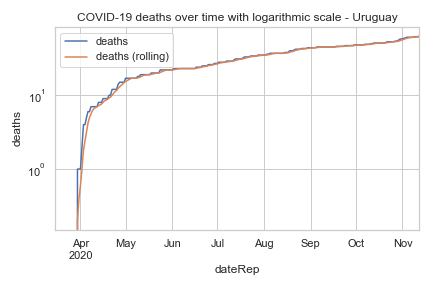 COVID-19 deaths over time with logarithmic scale - Uruguay
deaths
deaths (rolling)
10¹
10⁰
deaths
Apr May Jun Jul Aug Sep Oct Nov
2020
dateRep